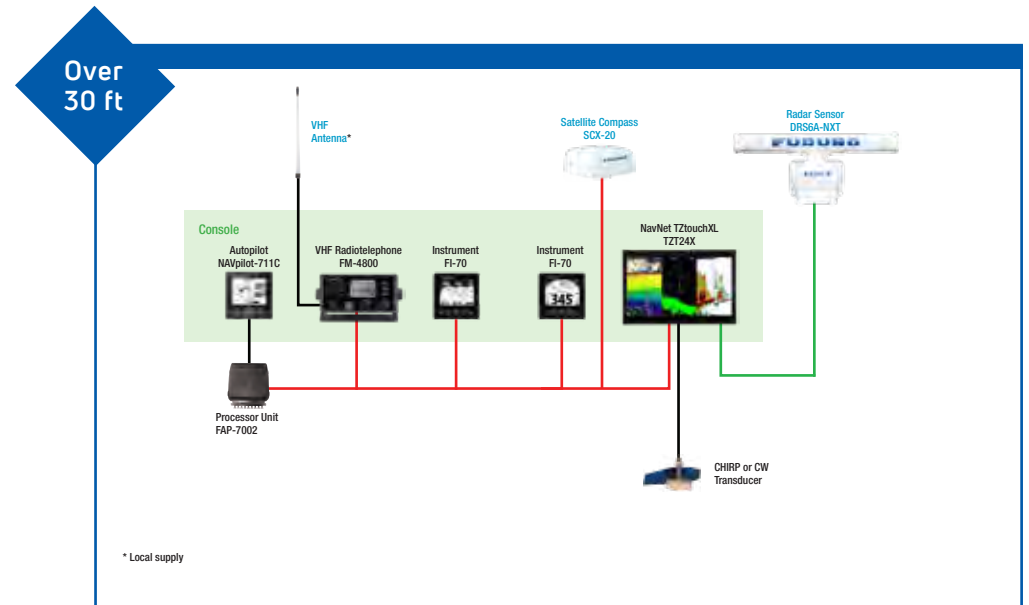 Over
30 ft
VHF
Antenna*
Satellite Compass
SCX-20
Radar Sensor
DRS6A-NXT
FURUNO
Console
Autopilot
NAVpilot-711C
VHF Radiotelephone
FM-4800
Instrument
FI-70
Instrument
FI-70
NavNet TZtouchXL
TZT24X
345
Processor Unit
FAP-7002
CHIRP or CW
Transducer
* Local supply